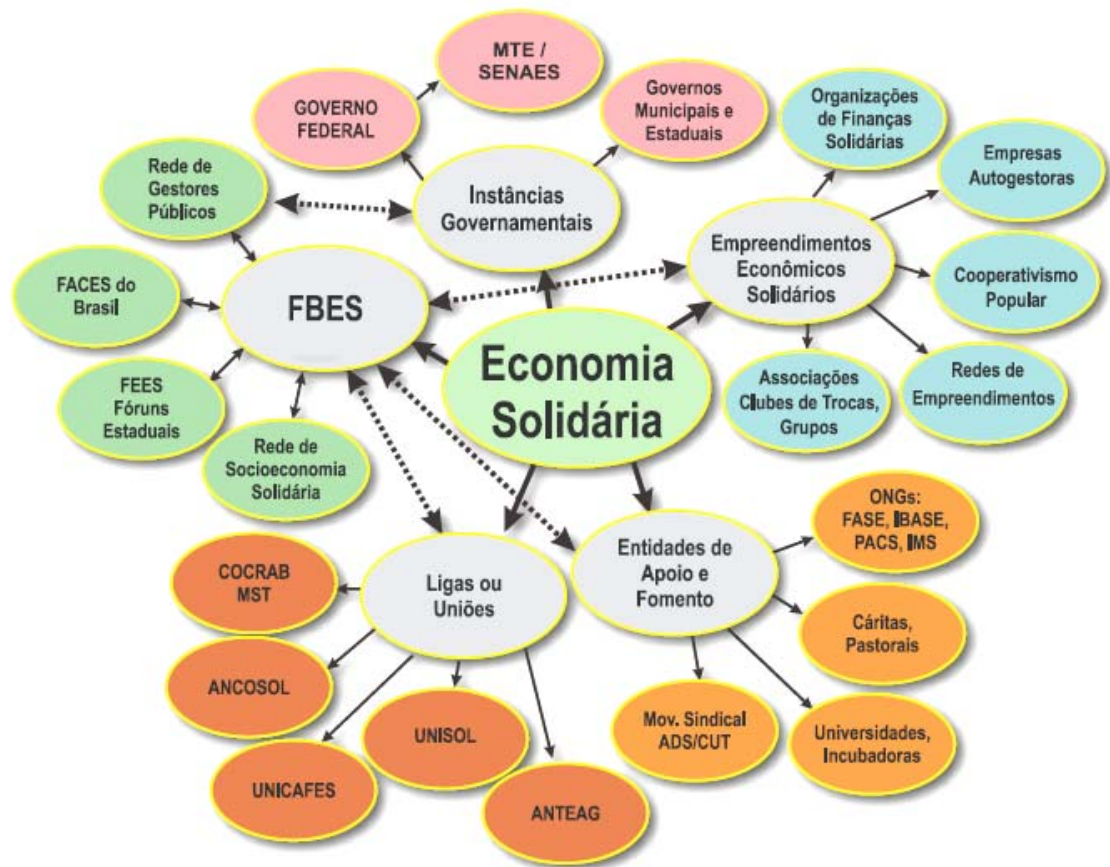 MTE /
SENAES
GOVERNO
FEDERAL
Governos
Municipais e
Estaduais
Organizações
de Finanças
Solidárias
Empresas
Autogestoras
Rede de
Gestores
Públicos
Instâncias
Governamentais
Empreendimentos
Econômicos
Solidários
Cooperativismo
Popular
FACES do
Brasil
FBES
Economia
Solidária
Associações
Clubes de Trocas,
Grupos
Redes de
Empreendimentos
FEES
Fóruns
Estaduais
Rede de
Socioeconomia
Solidária
ONGs:
FASE, IBASE,
PACS, IMS
COCRAB
MST
Ligas ou
Uniões
Entidades de
Apoio e
Fomento
Cáritas,
Pastorais
ANCOSOL
UNISOL
Mov. Sindical
ADS/CUT
Universidades,
Incubadoras
UNICAFES
ANTEAG